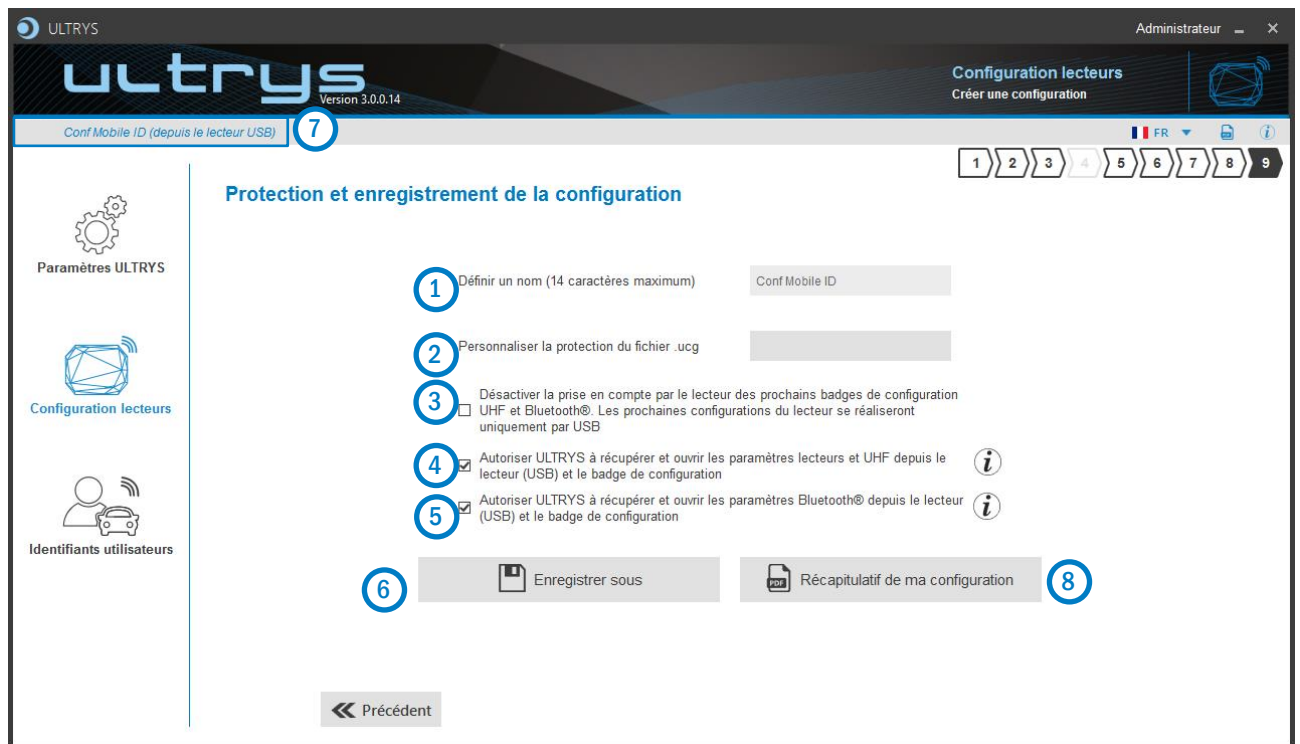 ULTRYS
Administrateur
ultrys
Version 3.0.0.14
Configuration lecteurs
Créer une configuration
Conf Mobile ID (depuis le lecteur USB)
7
FR
1 2 3 4 5 6 7 8 9
Protection et enregistrement de la configuration
Paramètres ULTRYS
Configuration lecteurs
Identifiants utilisateurs
1
Définir un nom (14 caractères maximum)
Conf Mobile ID
2
Personnaliser la protection du fichier .ucg
3
Désactiver la prise en compte par le lecteur des prochains badges de configuration
UHF et Bluetooth®. Les prochaines configurations du lecteur se réaliseront
uniquement par USB
4
Autoriser ULTRYS à récupérer et ouvrir les paramètres lecteurs et UHF depuis le
lecteur (USB) et le badge de configuration
i
5
Autoriser ULTRYS à récupérer et ouvrir les paramètres Bluetooth® depuis le lecteur
(USB) et le badge de configuration
i
6
Enregistrer sous
PDF
Récapitulatif de ma configuration
8
Précédent